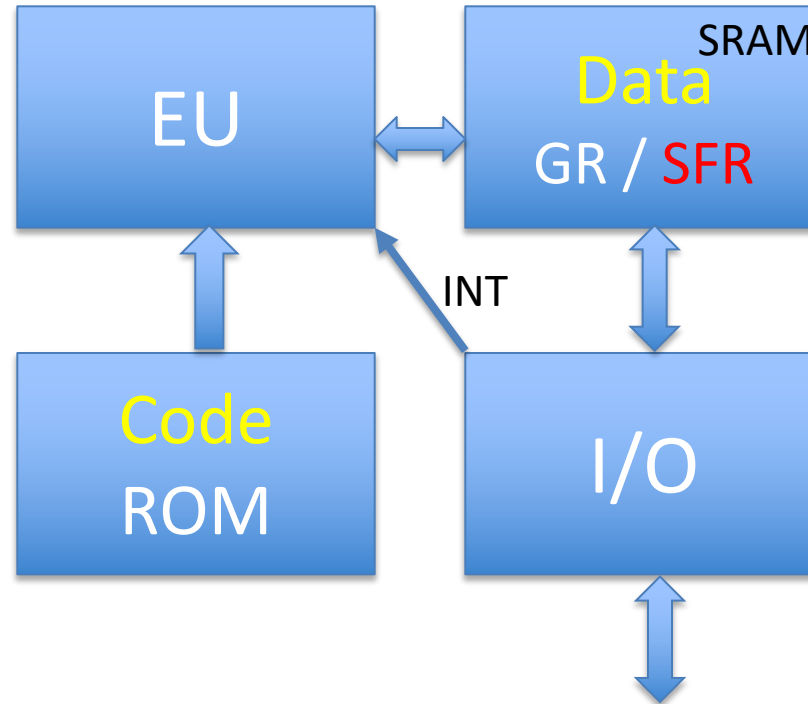 EU
SRAM
Data
GR / SFR
INT
Code
ROM
I/O